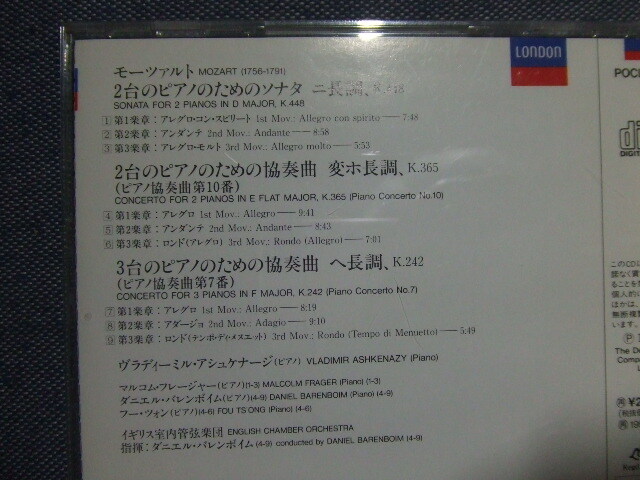 モーツァルト MOZART (1756-1791)
2台のピアノのためのソナタ ニ長調、K.448
SONATA FOR 2 PIANOS IN D MAJOR, K.448
1 第1楽章：アレグロ・コン・スピリート 1st Mov.: Allegro con spirito — 7:48
2 第2楽章：アンダンテ 2nd Mov.: Andante — 8:58
3 第3楽章：アレグロ・モルト 3rd Mov.: Allegro molto — 5:53
2台のピアノのための協奏曲 変ホ長調、K.365
(ピアノ協奏曲第10番)
CONCERTO FOR 2 PIANOS IN E FLAT MAJOR, K.365 (Piano Concerto No.10)
4 第1楽章：アレグロ 1st Mov.: Allegro — 9:41
5 第2楽章：アンダンテ 2nd Mov.: Andante — 8:43
6 第3楽章：ロンド(アレグロ) 3rd Mov.: Rondo (Allegro) — 7:01
3台のピアノのための協奏曲 ヘ長調、K.242
(ピアノ協奏曲第7番)
CONCERTO FOR 3 PIANOS IN F MAJOR, K.242 (Piano Concerto No.7)
7 第1楽章：アレグロ 1st Mov.: Allegro — 8:19
8 第2楽章：アダージョ 2nd Mov.: Adagio — 9:10
9 第3楽章：ロンド(テンポ・ディ・メヌエット) 3rd Mov.: Rondo (Tempo di Menuetto) — 5:49
ヴラディーミル・アシュケナージ(ピアノ) VLADIMIR ASHKENAZY (Piano)
マルコム・フレージャー(ピアノ)(1-3) MALCOLM FRAGER (Piano) (1-3)
ダニエル・バレンボイム(ピアノ)(4-9) DANIEL BARENBOIM (Piano) (4-9)
フー・ツォン(ピアノ)(4-6) FOU TS'ONG (Piano) (4-6)
イギリス室内管弦楽団 ENGLISH CHAMBER ORCHESTRA
指揮：ダニエル・バレンボイム (4-9) conducted by DANIEL BARENBOIM (4-9)
LONDON
POC
このCD
The De
Compa